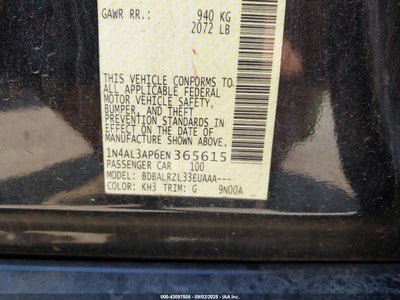 GAWR RR.: 940 KG
2072 LB
THIS VEHICLE CONFORMS TO
ALL APPLICABLE FEDERAL
MOTOR VEHICLE SAFETY,
BUMPER, AND THEFT
PREVENTION STANDARDS IN
EFFECT ON THE DATE OF
MANUFACTURE SHOWN ABOVE.
1N4AL3AP6EN365615
PASSENGER CAR 100
MODEL: BDBALRZL33EUAAA---
COLOR: KH3 TRIM: G 9N00A
000-43097508 - 09/02/2025 - IAA Inc.